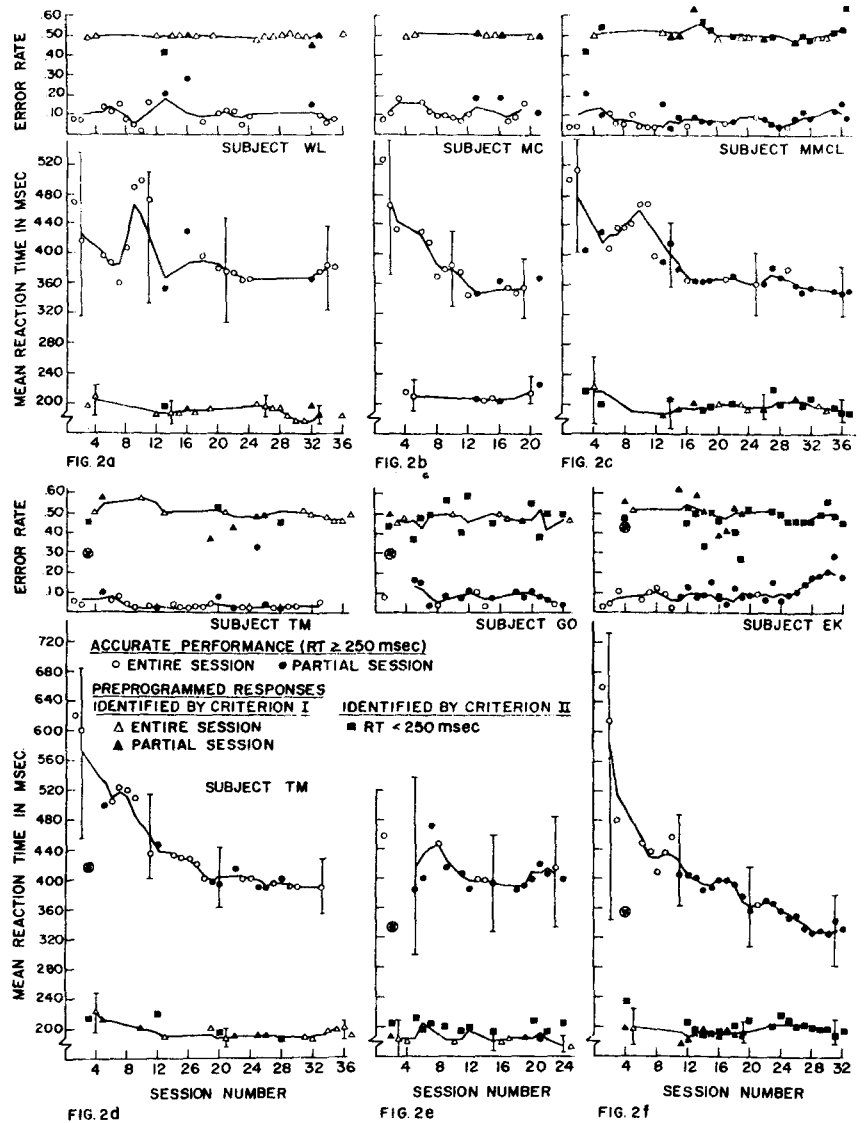 ERROR RATE
.60
.50
.40
.30
.20
.10
SUBJECT WL
SUBJECT MC
SUBJECT MMCL
MEAN REACTION TIME IN MSEC
520
480
440
400
360
320
280
240
200
4 8 12 16 20 24 28 32 36
4 8 12 16 20
4 8 12 16 20 24 28 32 36
FIG. 2a
FIG. 2b
FIG. 2c
ERROR RATE
.60
.50
.40
.30
.20
.10
SUBJECT TM
SUBJECT GO
SUBJECT EK
MEAN REACTION TIME IN MSEC.
720
680
640
600
560
520
480
440
400
360
320
280
240
200
ACCURATE PERFORMANCE (RT ≥ 250 msec)
ENTIRE SESSION
PARTIAL SESSION
PREPROGRAMMED RESPONSES
IDENTIFIED BY CRITERION I
IDENTIFIED BY CRITERION II
ENTIRE SESSION
RT < 250 msec
PARTIAL SESSION
SUBJECT TM
4 8 12 16 20 24 28 32 36
4 8 12 16 20 24
4 8 12 16 20 24 28 32
SESSION NUMBER
SESSION NUMBER
SESSION NUMBER
FIG. 2d
FIG. 2e
FIG. 2f